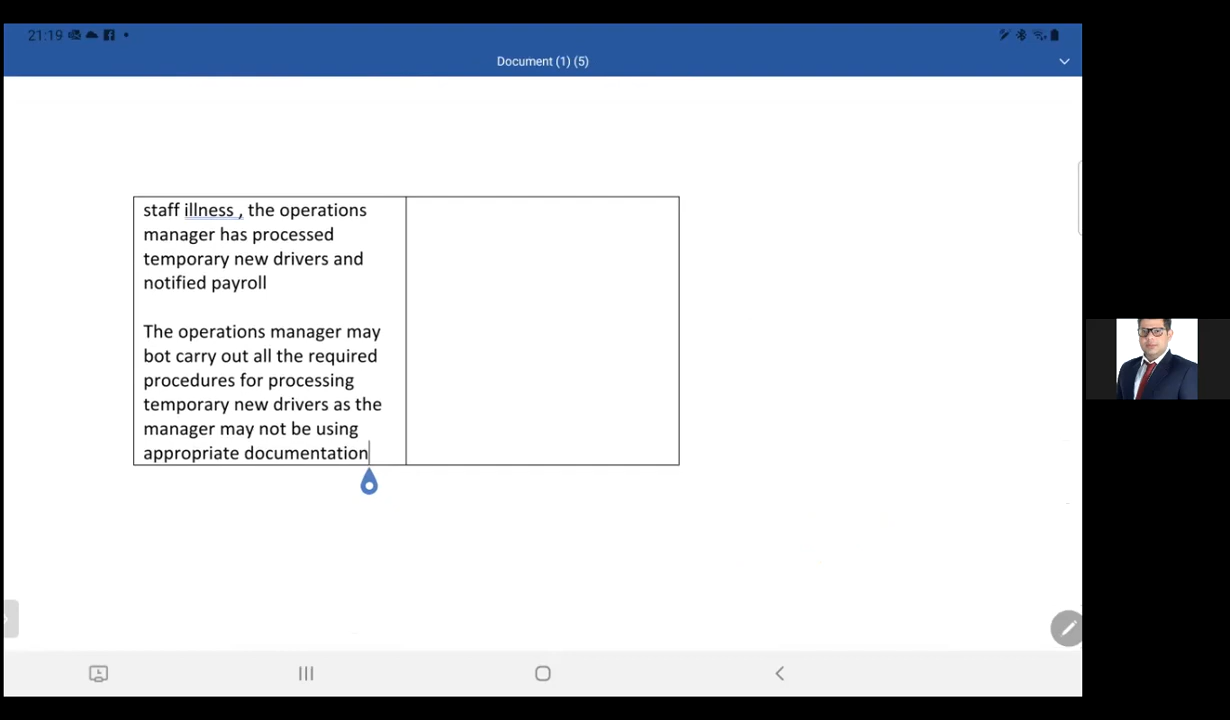 21:19
Document (1) (5)
staff illness , the operations
manager has processed
temporary new drivers and
notified payroll
The operations manager may
bot carry out all the required
procedures for processing
temporary new drivers as the
manager may not be using
appropriate documentation